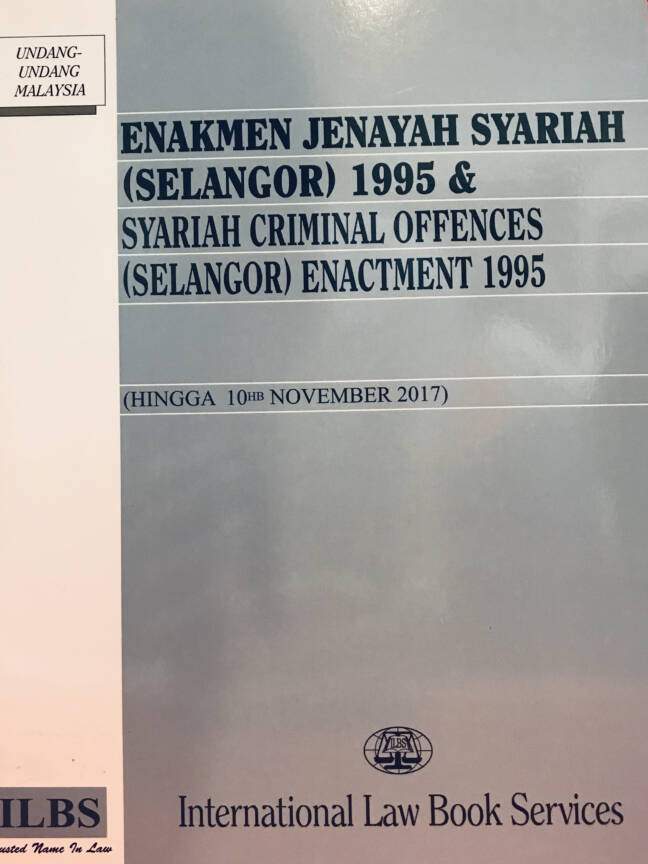 UNDANG-
UNDANG
MALAYSIA
ENAKMEN JENAYAH SYARIAH
(SELANGOR) 1995 &
SYARIAH CRIMINAL OFFENCES
(SELANGOR) ENACTMENT 1995
(HINGGA 10HB NOVEMBER 2017)
ILBS
International Law Book Services
ILBS
usted Name In Law